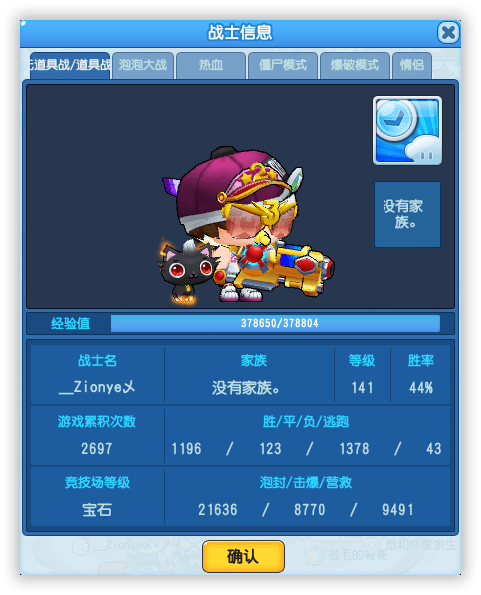 战士信息
无道具战/道具战 泡泡大战 热血 僵尸模式 爆破模式 情侣
2
3
没有家
族。
经验值 378650/378804
战士名 家族 等级 胜率
__Zionye乄 没有家族。 141 44%
游戏累积次数 胜/平/负/逃跑
2697 1196 / 123 / 1378 / 43
竞技场等级 泡封/击爆/营救
宝石 21636 / 8770 / 9491
确认